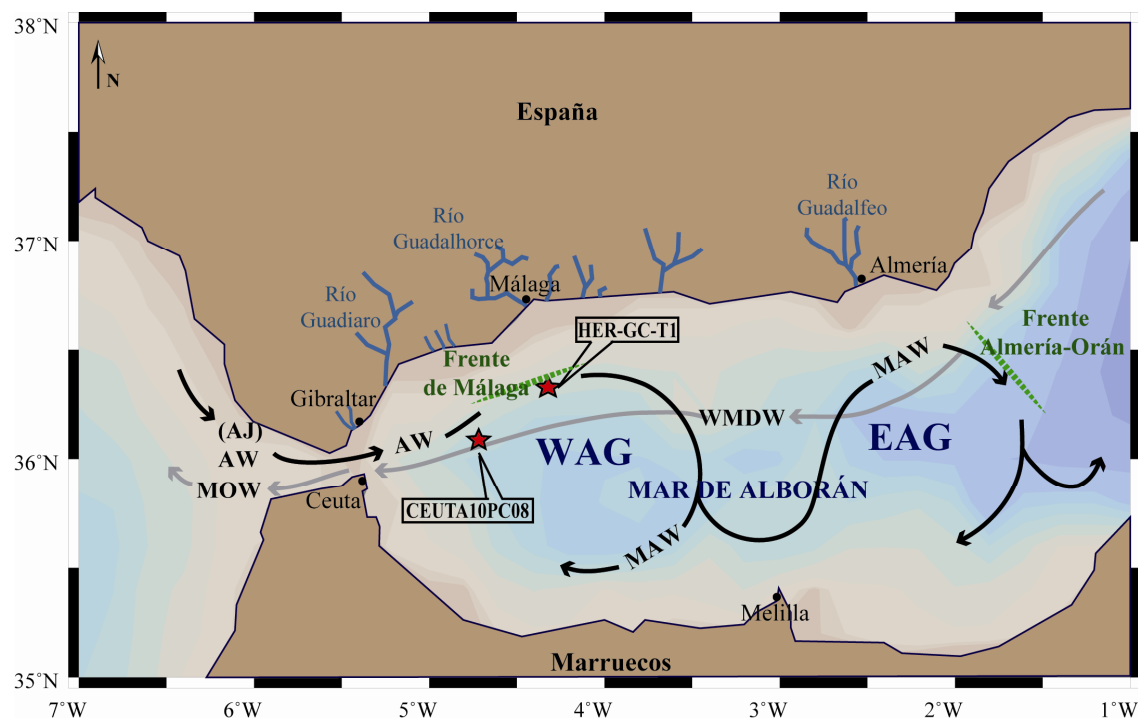 38°N
N
España
Río
Guadalfeo
Río
Guadalhorce
37°N
Almería
Málaga
Río
Guadiaro
HER-GC-T1
Frente
Almería-Orán
Frente
de Málaga
MAW
Gibraltar
WMDW
(AJ)
AW
AW
EAG
WAG
36°N
MOW
MAR DE ALBORÁN
Ceuta
CEUTA10PC08
MAW
Melilla
Marruecos
35°N
7°W
6°W
5°W
4°W
3°W
2°W
1°W